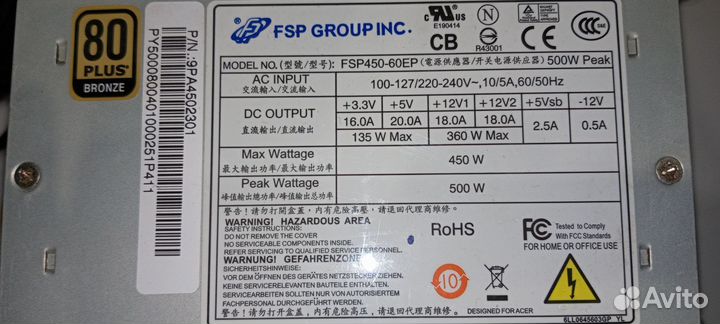 80
PLUS
BRONZE
P/N:9PA4502301
PY50008004010002511P411
FSP GROUP INC.
E190414
CB
R43001
CCC
MODEL NO.(型號/型号): FSP450-60EP (電源供應器/开关电源供应器) 500W Peak
AC INPUT
交流輸入/交流输入
100-127/220-240V~,10/5A,60/50Hz
DC OUTPUT
直流輸出/直流输出
+3.3V +5V +12V1 +12V2 +5Vsb -12V
16.0A 20.0A 18.0A 18.0A 2.5A 0.5A
135 W Max 360 W Max
Max Wattage
最大輸出功率/最大输出功率
450 W
Peak Wattage
峰值輸出總功率/峰值输出总功率
500 W
警告!請勿打開盒蓋,内有危險高壓,請退回代理商維修.
WARNING! HAZARDOUS AREA
SAFETY INSTRUCTIONS:
DO NOT REMOVE THE COVER
NO SERVICEABLE COMPONENTS INSIDE.
REFER SERVICING TO QUALIFIED SERVICE PERSONNEL.
WARNUNG! GEFAHRENZONE
SICHERHEITSINSTRUKTION:
VOR DEM ÖFFNEN DES GERÄTES NETZSTECKER ZIEHEN.
KEINE SERVICERELEVANTEN BAUTEILE ENTHALTEN.
SERVICEARBEITEN SOLLTEN NUR VON AUTORISIERTEM
FACHPERSONAL DURCHGEFÜHRT WERDEN.
警告!请勿打开盒盖,内有危险高压!请退回代理商维修.
RoHS
FC Tested to Comply
With FCC Standards
FOR HOME OR OFFICE USE
10
DESIGNED FOR ACER
Avito